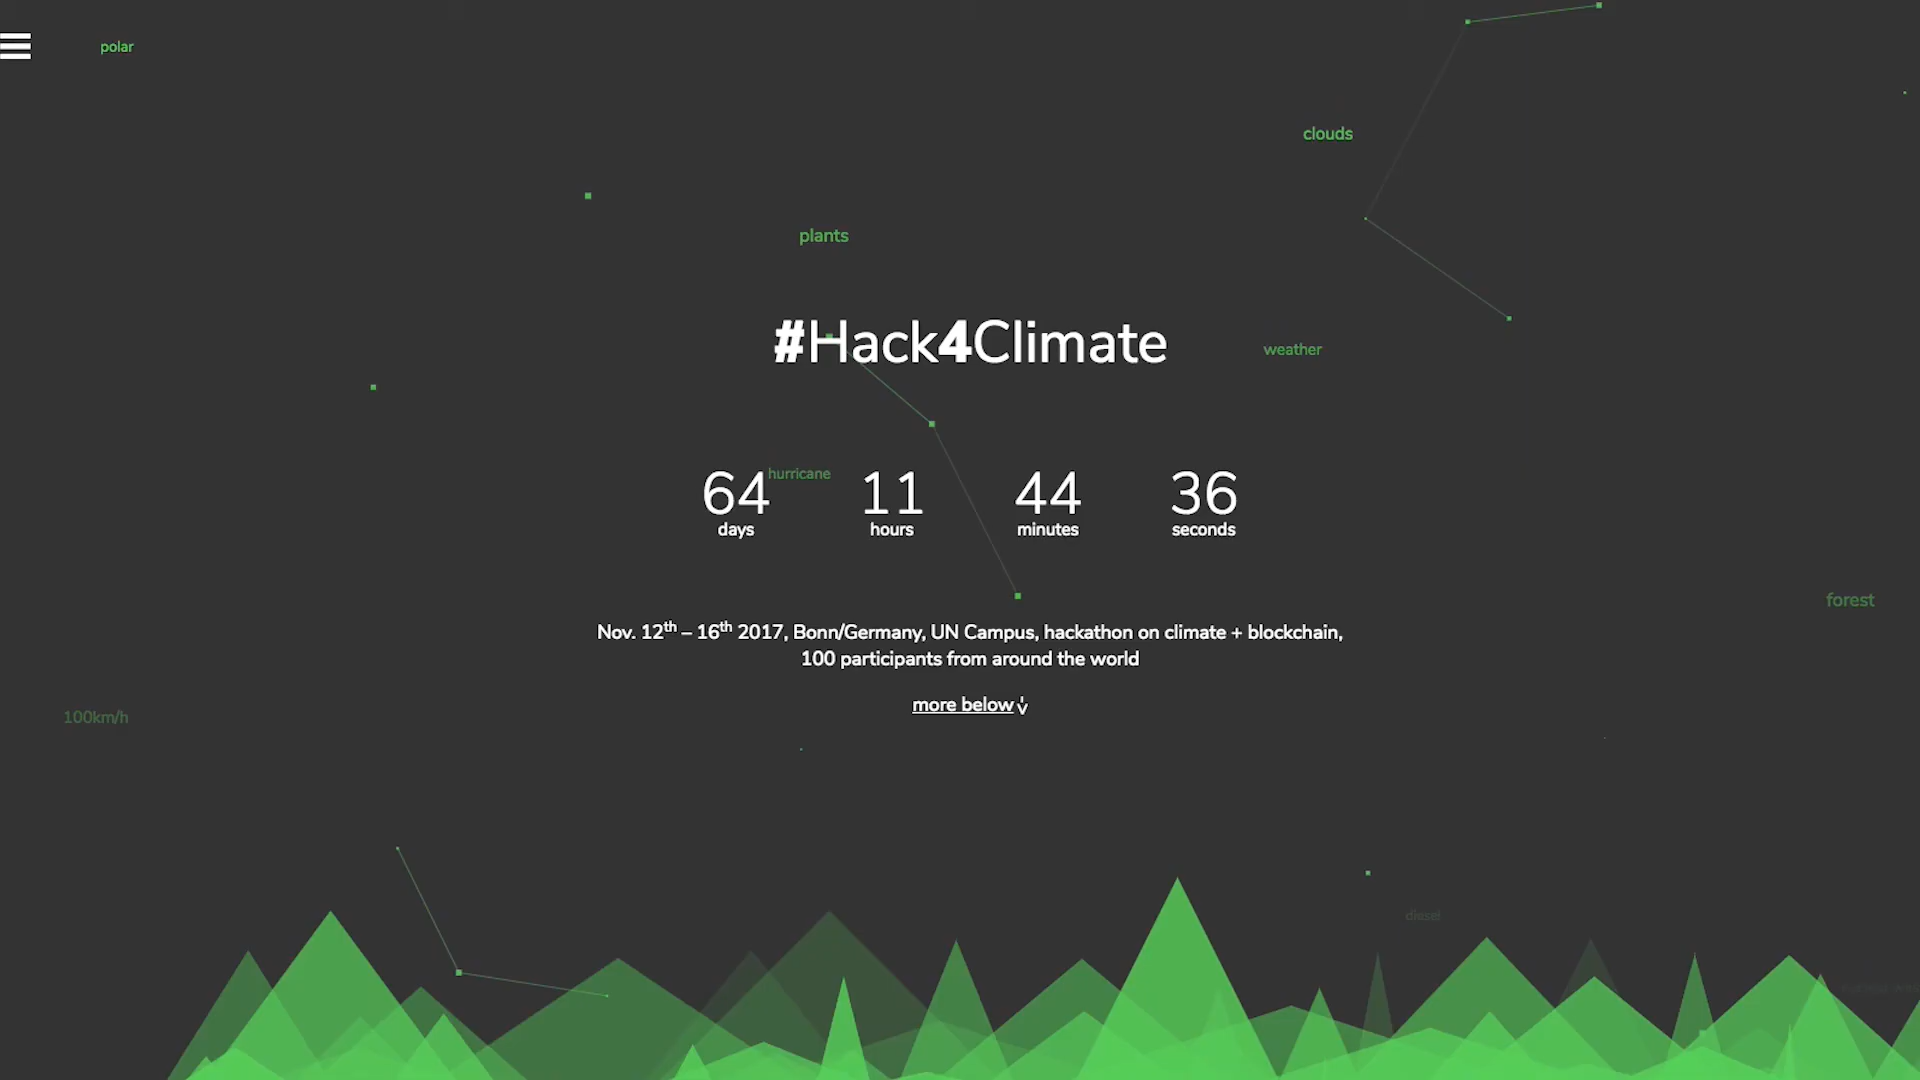 polar
clouds
plants
#Hack4Climate
weather
hurricane
64 11 44 36
days hours minutes seconds
forest
Nov. 12th – 16th 2017, Bonn/Germany, UN Campus, hackathon on climate + blockchain,
100 participants from around the world
more below
100km/h
diesel